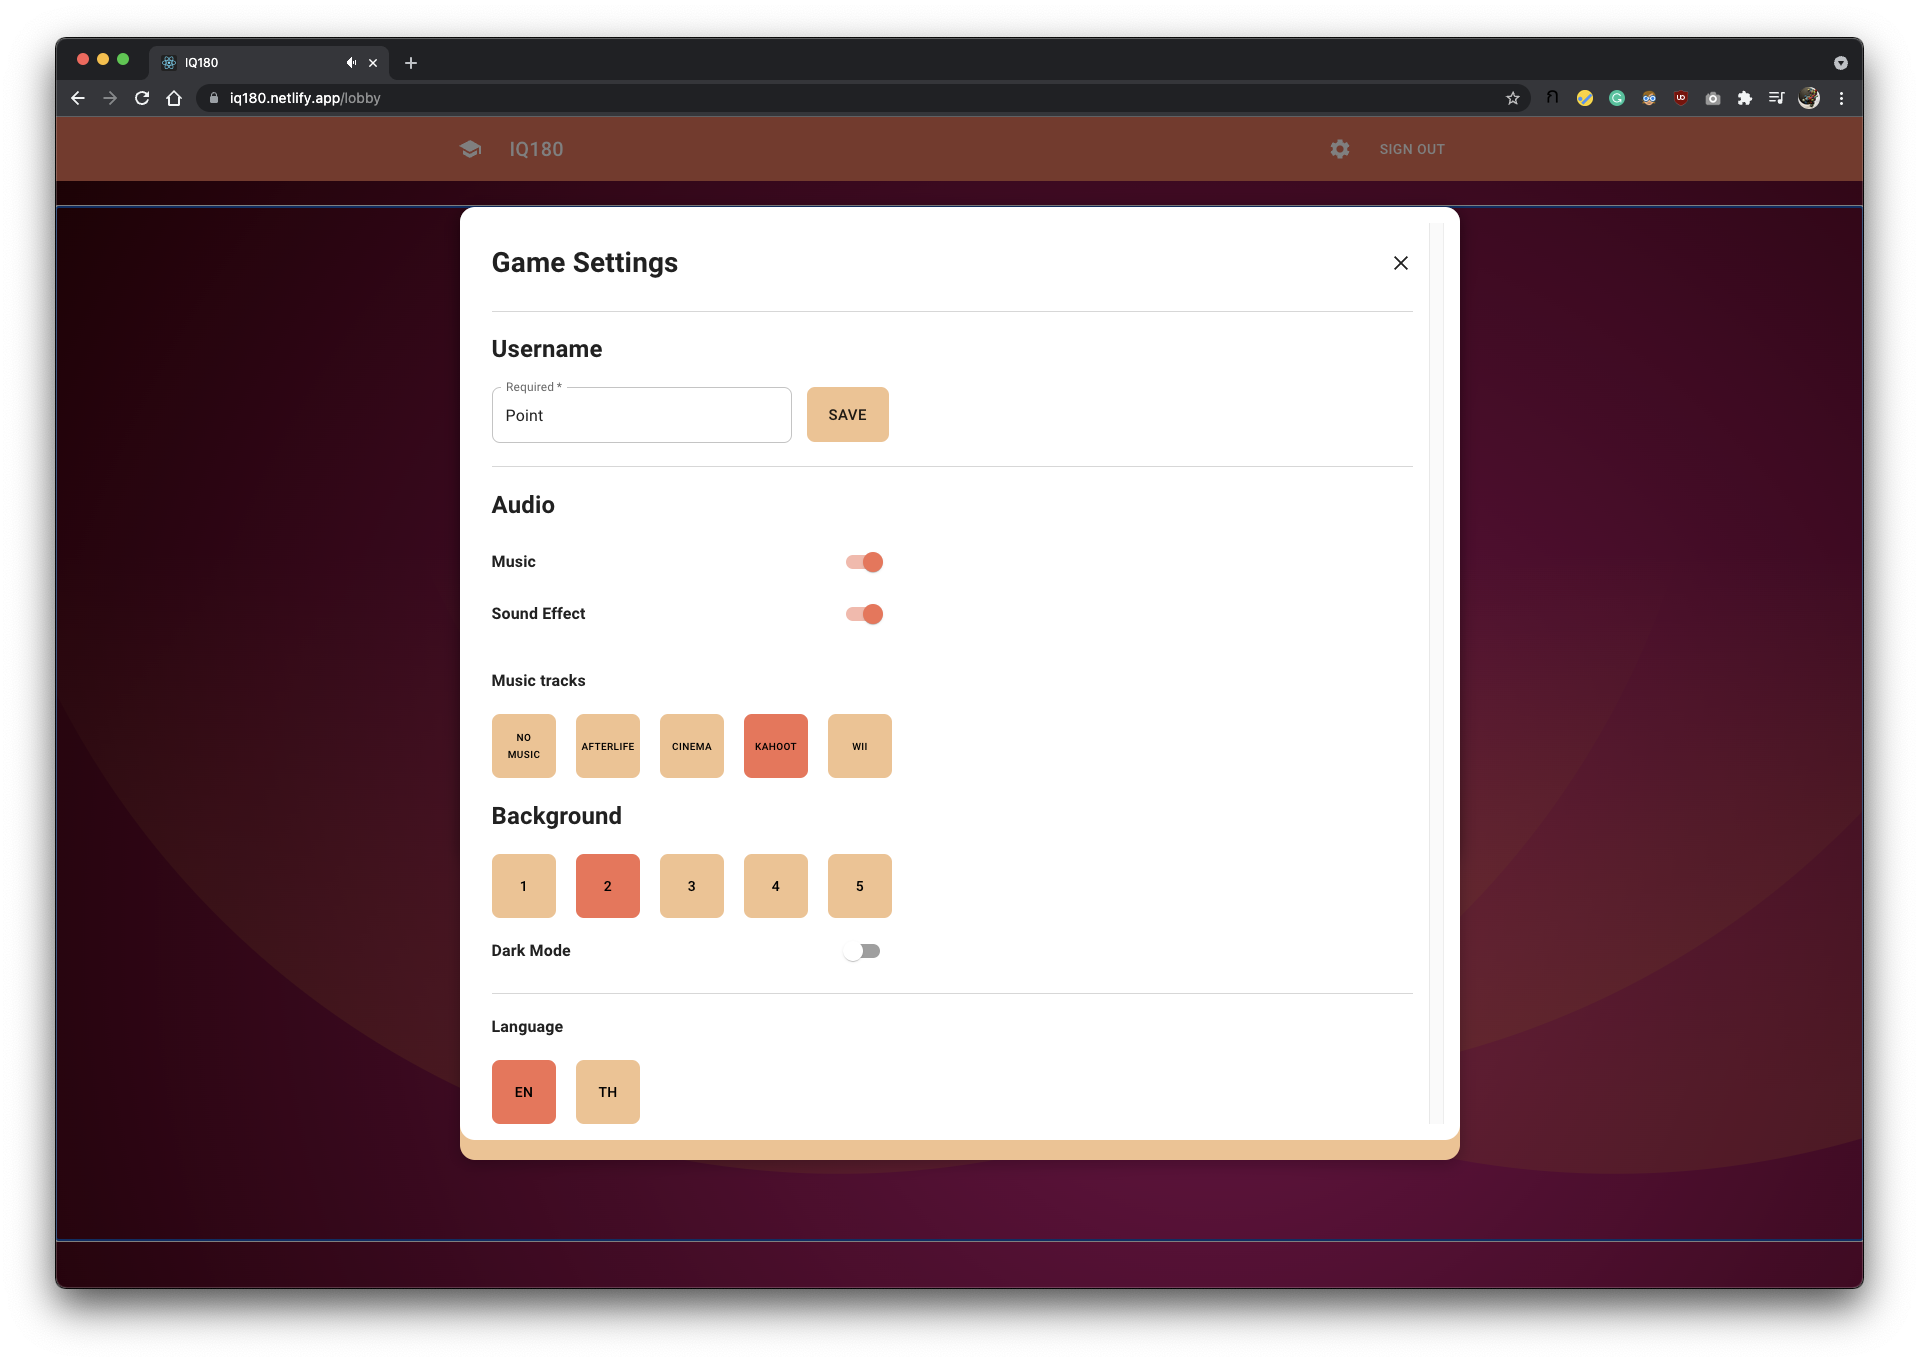 IQ180
iq180.netlify.app/lobby
IQ180
SIGN OUT
Game Settings
Username
Required *
Point
SAVE
Audio
Music
Sound Effect
Music tracks
NO
MUSIC
AFTERLIFE
CINEMA
KAHOOT
WII
Background
1
2
3
4
5
Dark Mode
Language
EN
TH